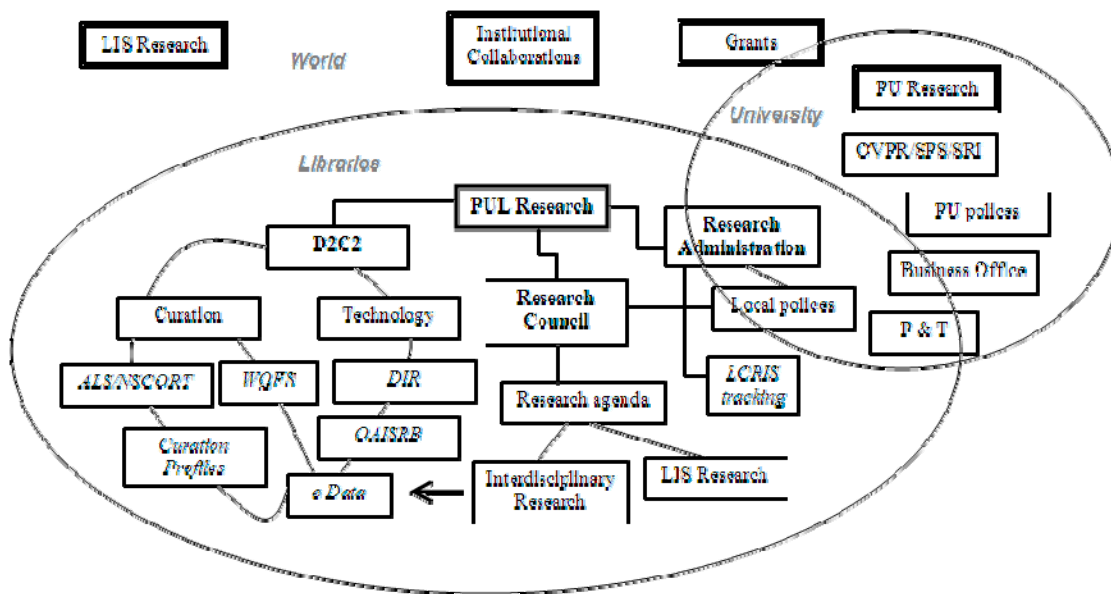 LIS Research
World
Institutional
Collaborations
Grants
PU Research
University
OVPR/SPS/SRI
Libraries
PUL Research
PU polices
Research
Administration
D2C2
Business Office
Research
Council
Local polices
Curation
Technology
P & T
ALS/NSCORT
WQFS
DIR
LCRIS
tracking
Research agenda
OAISRB
Curation
Profiles
Interdisciplinary
Research
LIS Research
e Data